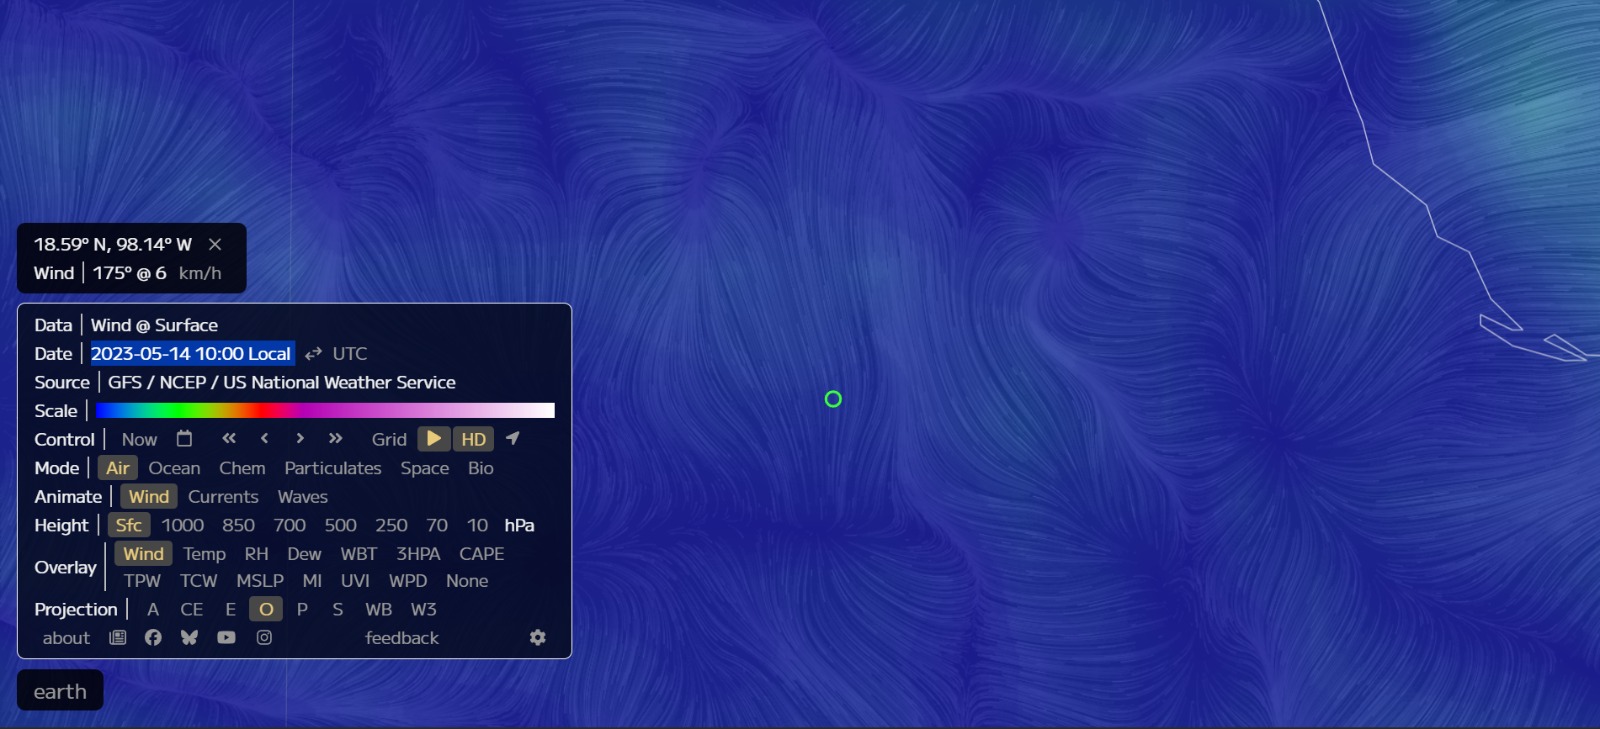 18.59° N, 98.14° W ×
Wind | 175° @ 6 km/h
Data | Wind @ Surface
Date | 2023-05-14 10:00 Local ⇄ UTC
Source | GFS / NCEP / US National Weather Service
Scale |
Control | Now « ‹ › » Grid HD
Mode | Air Ocean Chem Particulates Space Bio
Animate | Wind Currents Waves
Height | Sfc 1000 850 700 500 250 70 10 hPa
Overlay | Wind Temp RH Dew WBT 3HPA CAPE
TPW TCW MSLP MI UVI WPD None
Projection | A CE E O P S WB W3
about feedback
earth